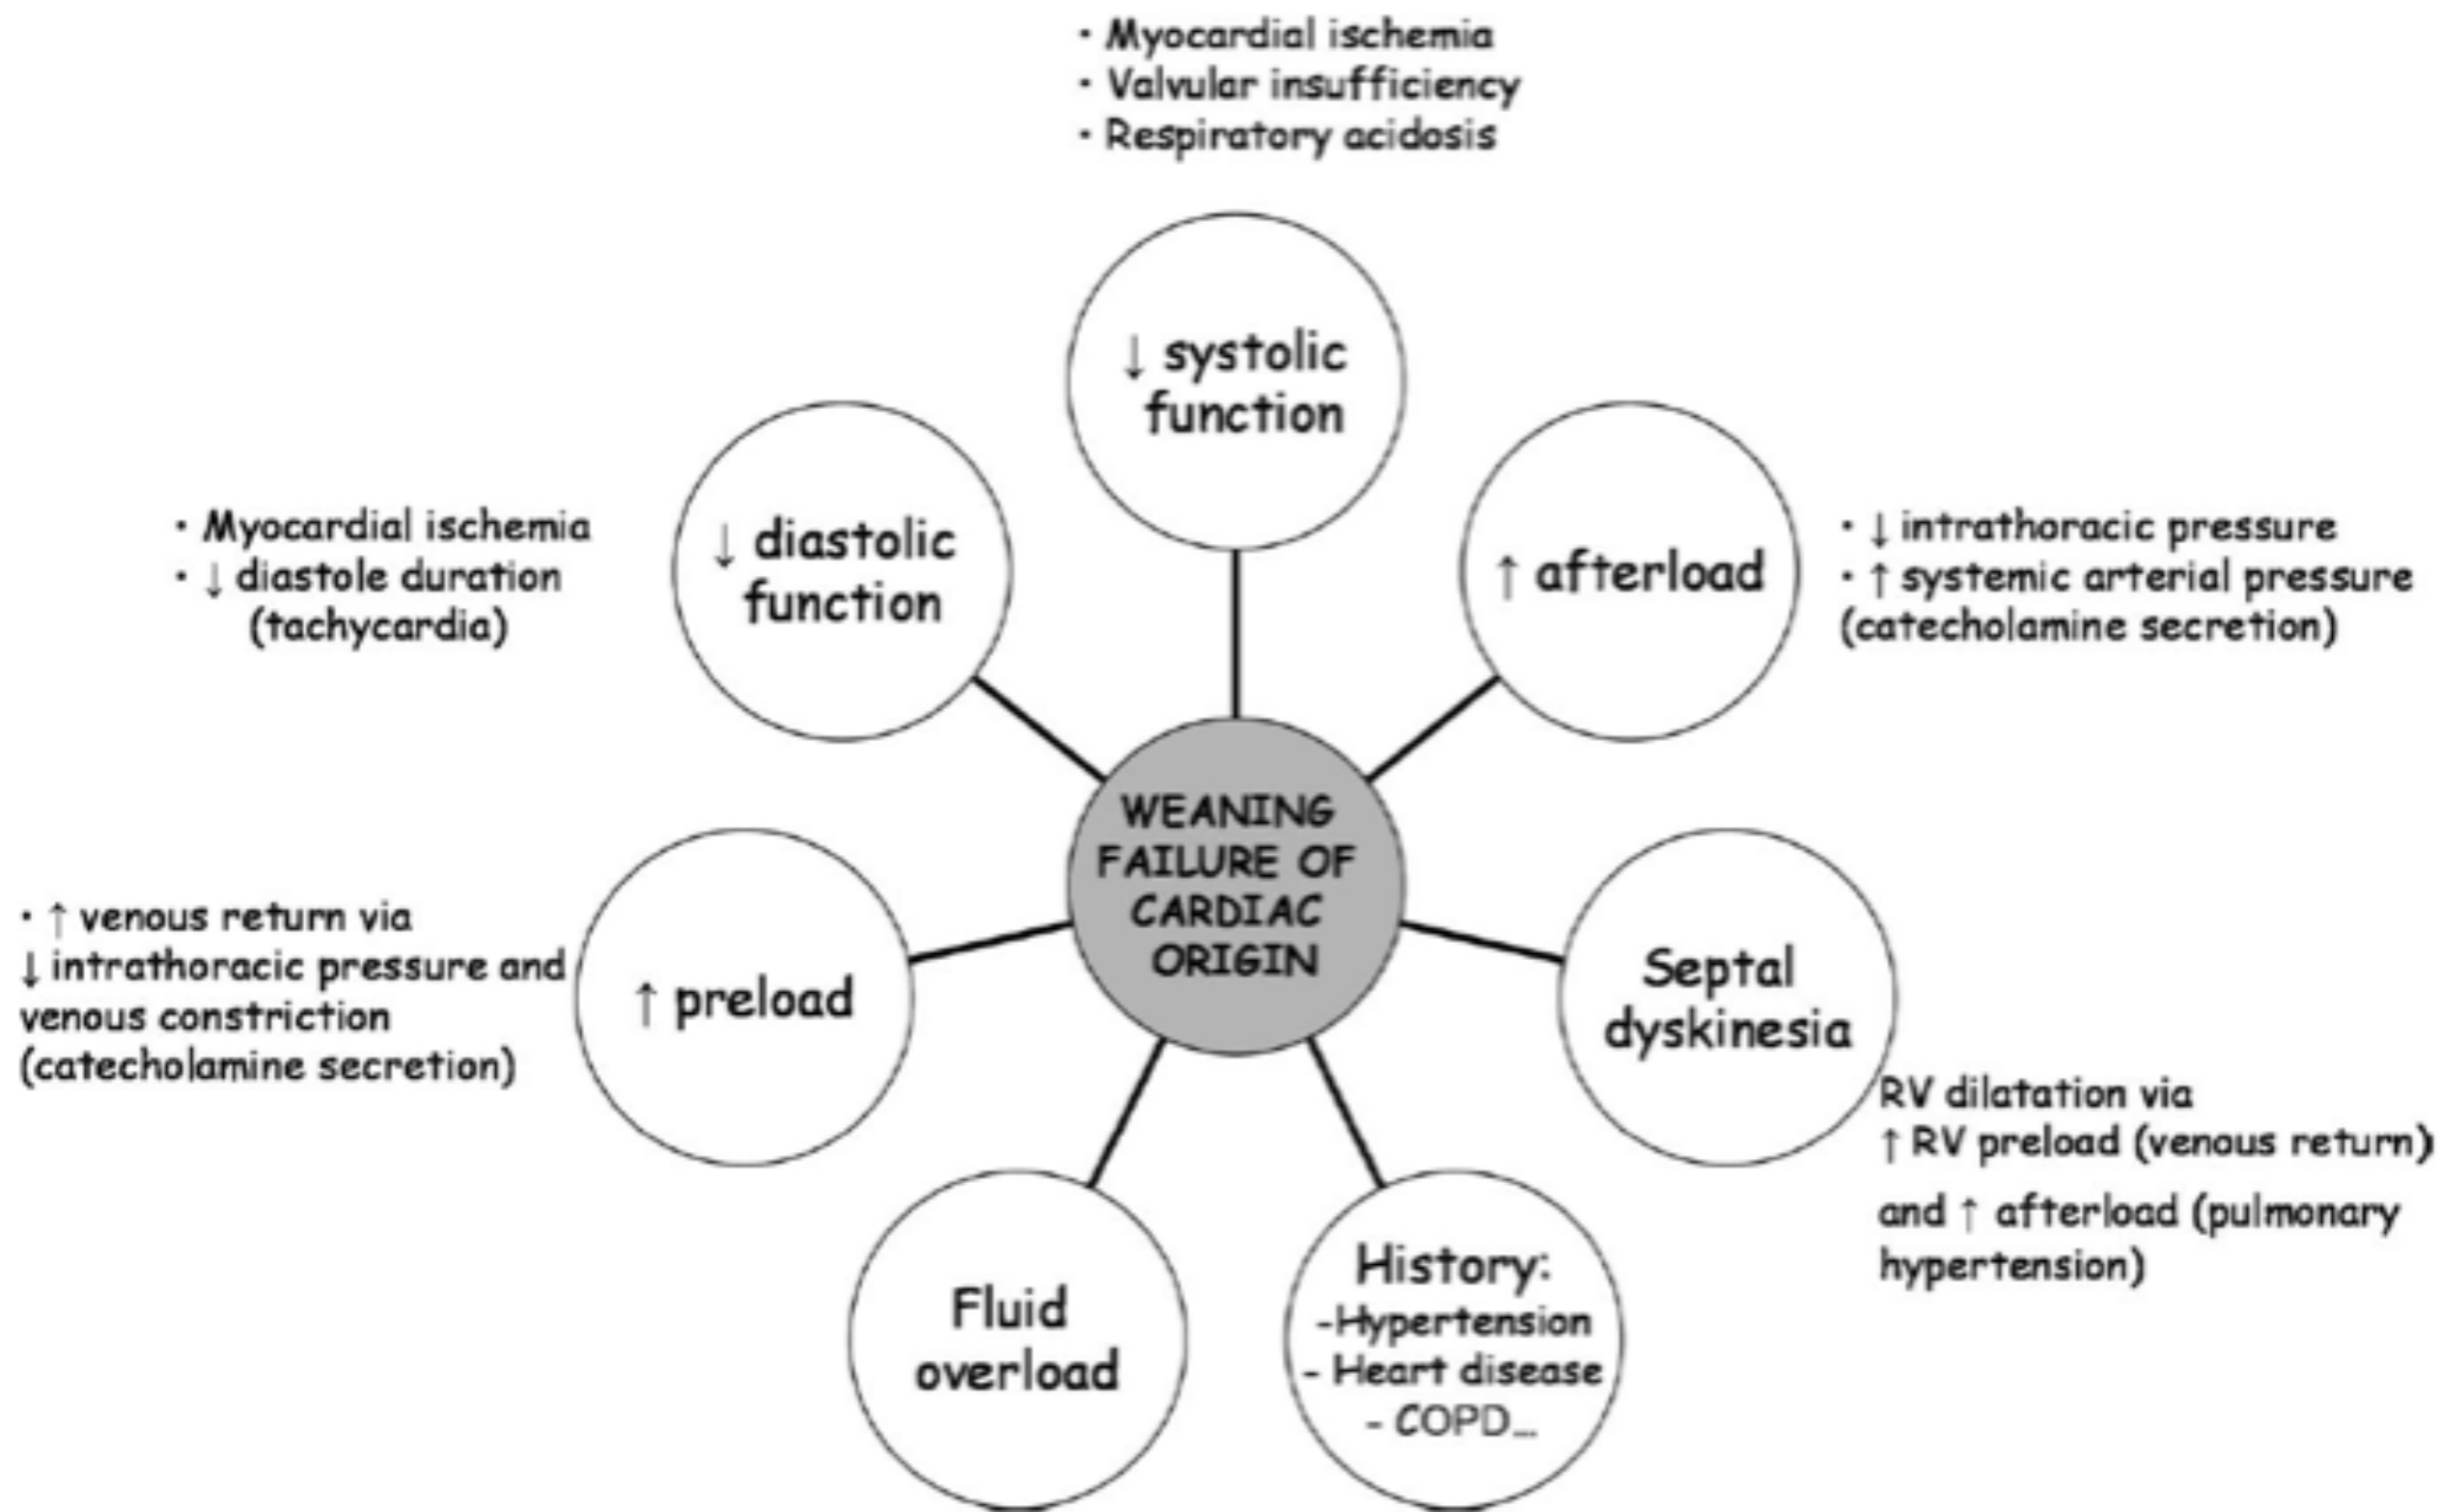 • Myocardial ischemia
• Valvular insufficiency
• Respiratory acidosis
↓ systolic
function
• Myocardial ischemia
• ↓ diastole duration
(tachycardia)
↓ diastolic
function
↑ afterload
• ↓ intrathoracic pressure
• ↑ systemic arterial pressure
(catecholamine secretion)
WEANING
FAILURE OF
CARDIAC
ORIGIN
• ↑ venous return via
↓ intrathoracic pressure and
venous constriction
(catecholamine secretion)
↑ preload
Septal
dyskinesia
RV dilatation via
↑ RV preload (venous return)
and ↑ afterload (pulmonary
hypertension)
Fluid
overload
History:
-Hypertension
- Heart disease
- COPD...